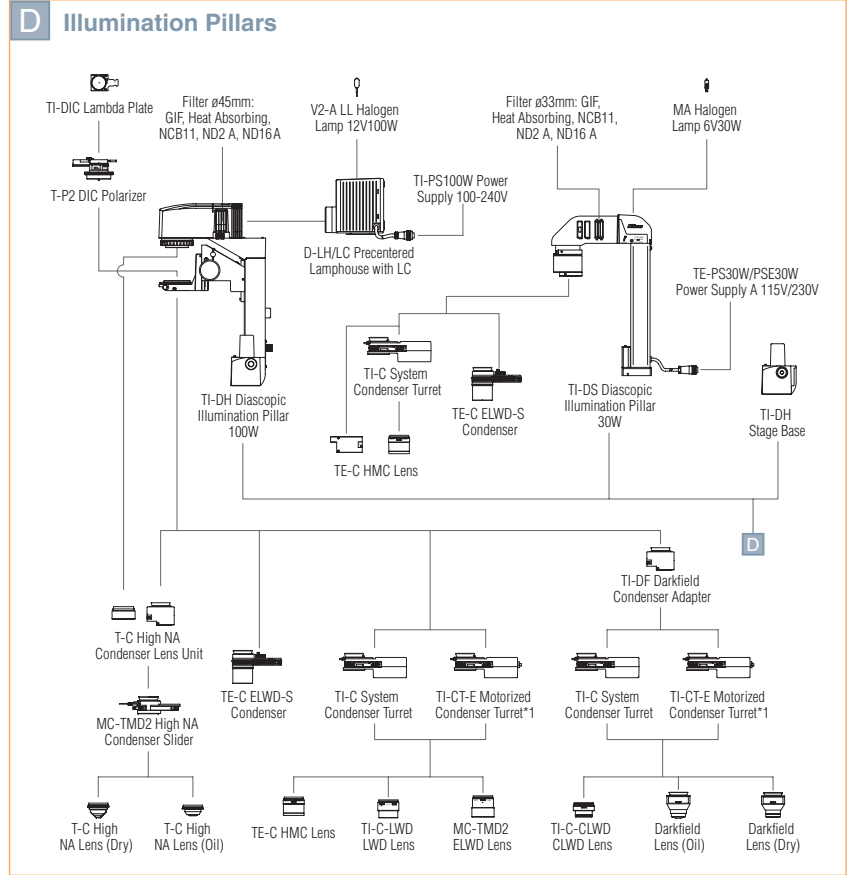 D Illumination Pillars
TI-DIC Lambda Plate
Filter ø45mm:
GIF, Heat Absorbing,
NCB11, ND2 A, ND16 A
V2-A LL Halogen
Lamp 12V100W
Filter ø33mm: GIF,
Heat Absorbing, NCB11,
ND2 A, ND16 A
MA Halogen
Lamp 6V30W
T-P2 DIC Polarizer
TI-PS100W Power
Supply 100-240V
D-LH/LC Precentered
Lamphouse with LC
TE-PS30W/PSE30W
Power Supply A 115V/230V
TI-DH Diascopic
Illumination Pillar
100W
TI-C System
Condenser Turret
TE-C ELWD-S
Condenser
TE-C HMC Lens
TI-DS Diascopic
Illumination Pillar
30W
TI-DH
Stage Base
D
TI-DF Darkfield
Condenser Adapter
T-C High NA
Condenser Lens Unit
TE-C ELWD-S
Condenser
TI-C System
Condenser Turret
TI-CT-E Motorized
Condenser Turret*1
TI-C System
Condenser Turret
TI-CT-E Motorized
Condenser Turret*1
MC-TMD2 High NA
Condenser Slider
T-C High
NA Lens (Dry)
T-C High
NA Lens (Oil)
TE-C HMC Lens
TI-C-LWD
LWD Lens
MC-TMD2
ELWD Lens
TI-C-CLWD
CLWD Lens
Darkfield
Lens (Oil)
Darkfield
Lens (Dry)